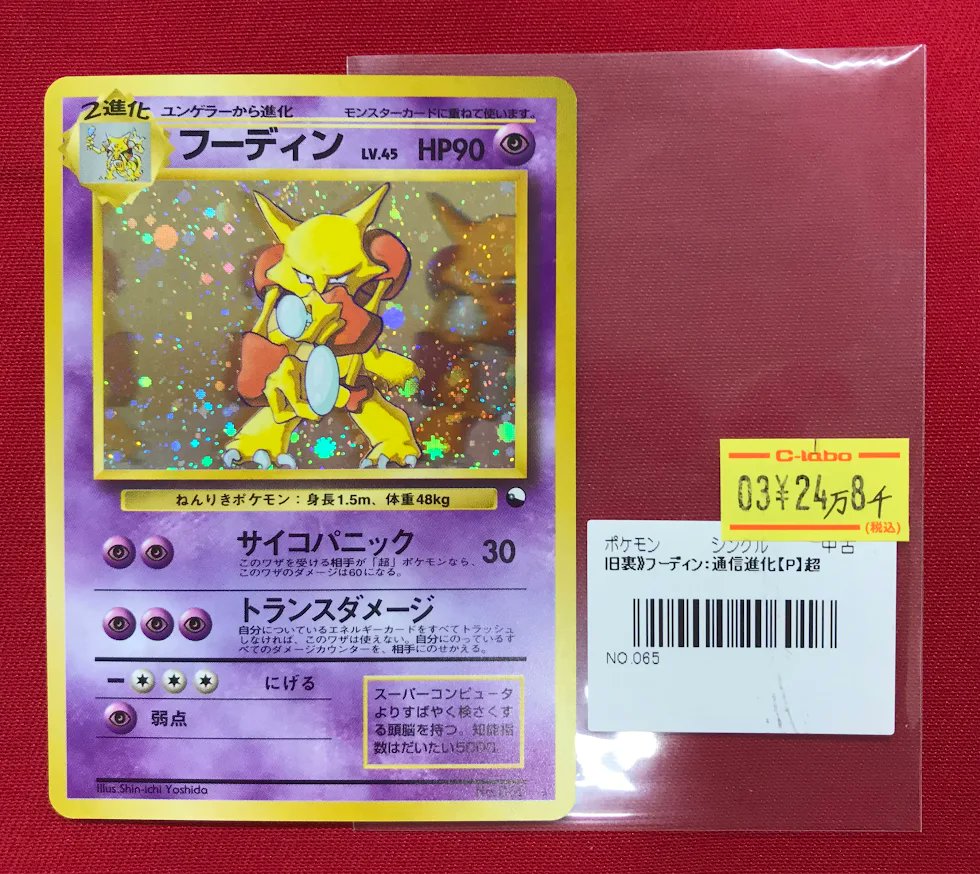 2進化 ユンゲラーから進化 モンスターカードに重ねて使います。
フーディン LV.45 HP90
ねんりきポケモン：身長1.5m、体重48kg
サイコパニック 30
このワザを受ける相手が「超」ポケモンなら、
このワザのダメージは60になる。
トランスダメージ
自分についているエネルギーカードをすべてトラッシュ
しなければ、このワザは使えない。自分にのっているす
べてのダメージカウンターを、相手にのせかえる。
ー にげる
弱点
スーパーコンピュータ
よりすばやく検さくす
る頭脳を持つ。知能指
数はだいたい5000。
Illus.Shin-ichi Yoshida
C-labo
03¥24万8千
(税込)
ポケモン シングル 中古
旧裏》フーディン：通信進化【P】超
NO.065